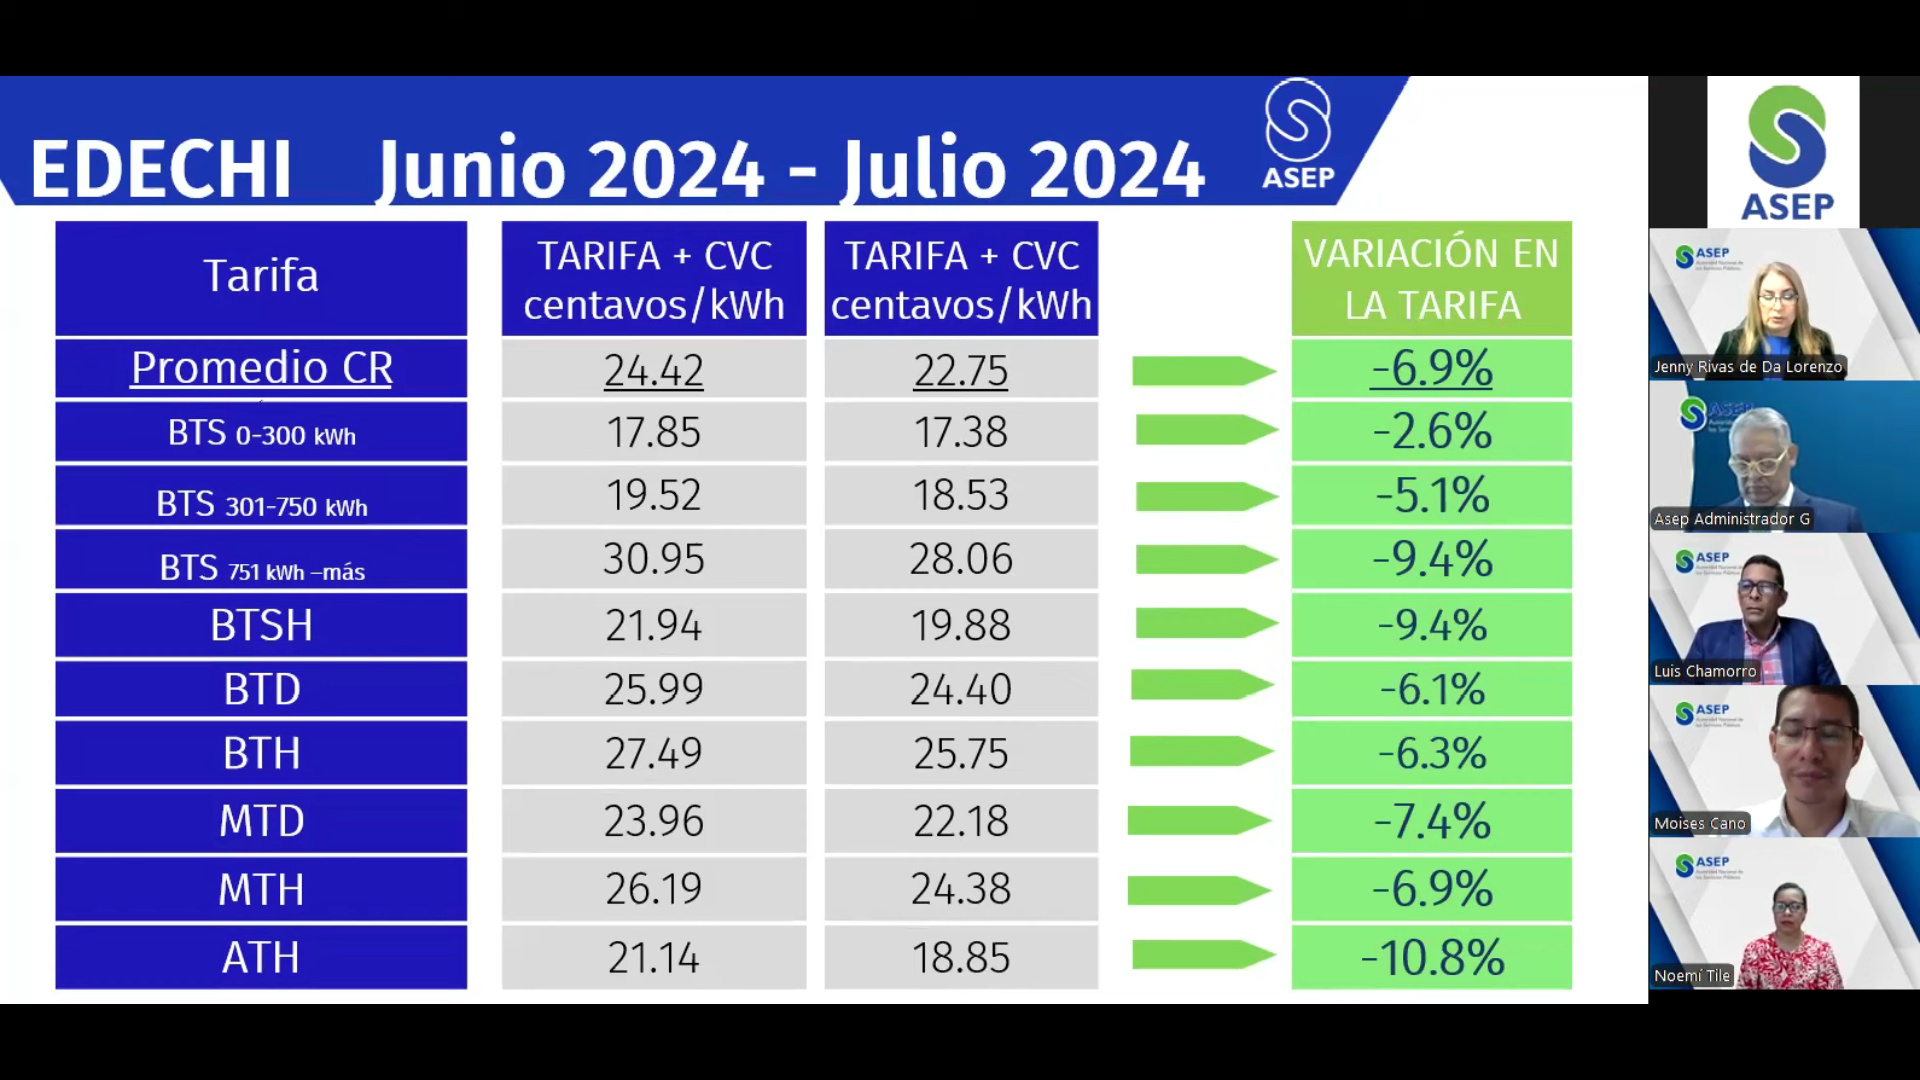 EDECHI Junio 2024 - Julio 2024
ASEP
Tarifa
TARIFA + CVC
centavos/kWh
TARIFA + CVC
centavos/kWh
VARIACIÓN EN
LA TARIFA
Promedio CR 24.42 22.75 -6.9%
BTS 0-300 kWh 17.85 17.38 -2.6%
BTS 301-750 kWh 19.52 18.53 -5.1%
BTS 751 kWh –más 30.95 28.06 -9.4%
BTSH 21.94 19.88 -9.4%
BTD 25.99 24.40 -6.1%
BTH 27.49 25.75 -6.3%
MTD 23.96 22.18 -7.4%
MTH 26.19 24.38 -6.9%
ATH 21.14 18.85 -10.8%
ASEP
ASEP
Jenny Rivas de Da Lorenzo
ASEP
Asep Administrador G
ASEP
Luis Chamorro
ASEP
Moises Cano
ASEP
Noemí Tile